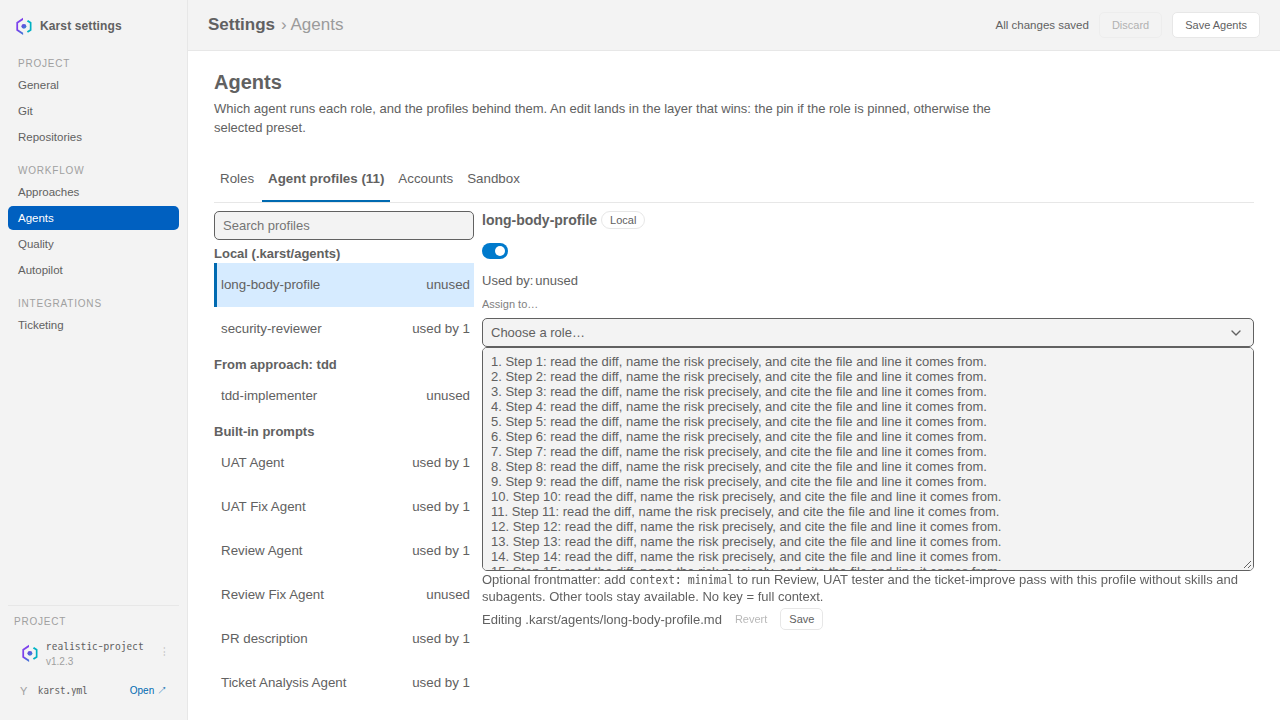 Karst settings
PROJECT
General
Git
Repositories
WORKFLOW
Approaches
Agents
Quality
Autopilot
INTEGRATIONS
Ticketing
PROJECT
realistic-project
v1.2.3
Y karst.yml Open ↗
Settings › Agents
All changes saved Discard Save Agents
Agents
Which agent runs each role, and the profiles behind them. An edit lands in the layer that wins: the pin if the role is pinned, otherwise the
selected preset.
Roles Agent profiles (11) Accounts Sandbox
Search profiles
Local (.karst/agents)
long-body-profile unused
security-reviewer used by 1
From approach: tdd
tdd-implementer unused
Built-in prompts
UAT Agent used by 1
UAT Fix Agent used by 1
Review Agent used by 1
Review Fix Agent unused
PR description used by 1
Ticket Analysis Agent used by 1
long-body-profile Local
Used by: unused
Assign to…
Choose a role…
1. Step 1: read the diff, name the risk precisely, and cite the file and line it comes from.
2. Step 2: read the diff, name the risk precisely, and cite the file and line it comes from.
3. Step 3: read the diff, name the risk precisely, and cite the file and line it comes from.
4. Step 4: read the diff, name the risk precisely, and cite the file and line it comes from.
5. Step 5: read the diff, name the risk precisely, and cite the file and line it comes from.
6. Step 6: read the diff, name the risk precisely, and cite the file and line it comes from.
7. Step 7: read the diff, name the risk precisely, and cite the file and line it comes from.
8. Step 8: read the diff, name the risk precisely, and cite the file and line it comes from.
9. Step 9: read the diff, name the risk precisely, and cite the file and line it comes from.
10. Step 10: read the diff, name the risk precisely, and cite the file and line it comes from.
11. Step 11: read the diff, name the risk precisely, and cite the file and line it comes from.
12. Step 12: read the diff, name the risk precisely, and cite the file and line it comes from.
13. Step 13: read the diff, name the risk precisely, and cite the file and line it comes from.
14. Step 14: read the diff, name the risk precisely, and cite the file and line it comes from.
15. Step 15: read the diff, name the risk precisely, and cite the file and line it comes from.
Optional frontmatter: add context: minimal to run Review, UAT tester and the ticket-improve pass with this profile without skills and
subagents. Other tools stay available. No key = full context.
Editing .karst/agents/long-body-profile.md Revert Save